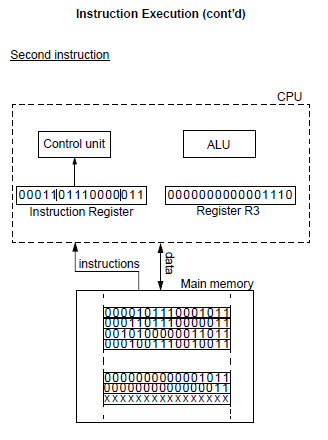 Instruction Execution (cont'd)
Second instruction
CPU
Control unit
ALU
00011|01110000|011
0000000000001110
Instruction Register
Register R3
instructions
data
Main memory
0000101110001011
0001101110000011
0010100000011011
0001001110010011
0000000000001011
0000000000000011
XXXXXXXXXXXXXXXX